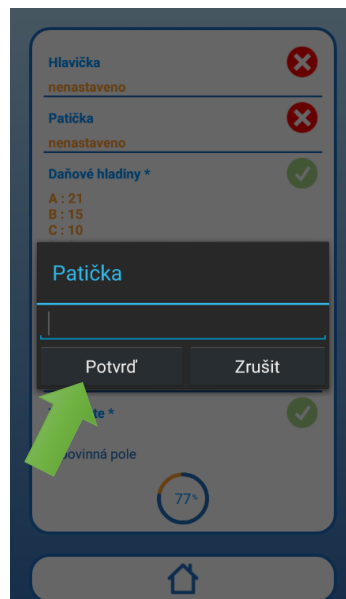 Hlavička
nenastaveno
Patička
nenastaveno
Daňové hladiny *
A : 21
B : 15
C : 10
Patička
Potvrď
Zrušit
te *
povinná pole
77%